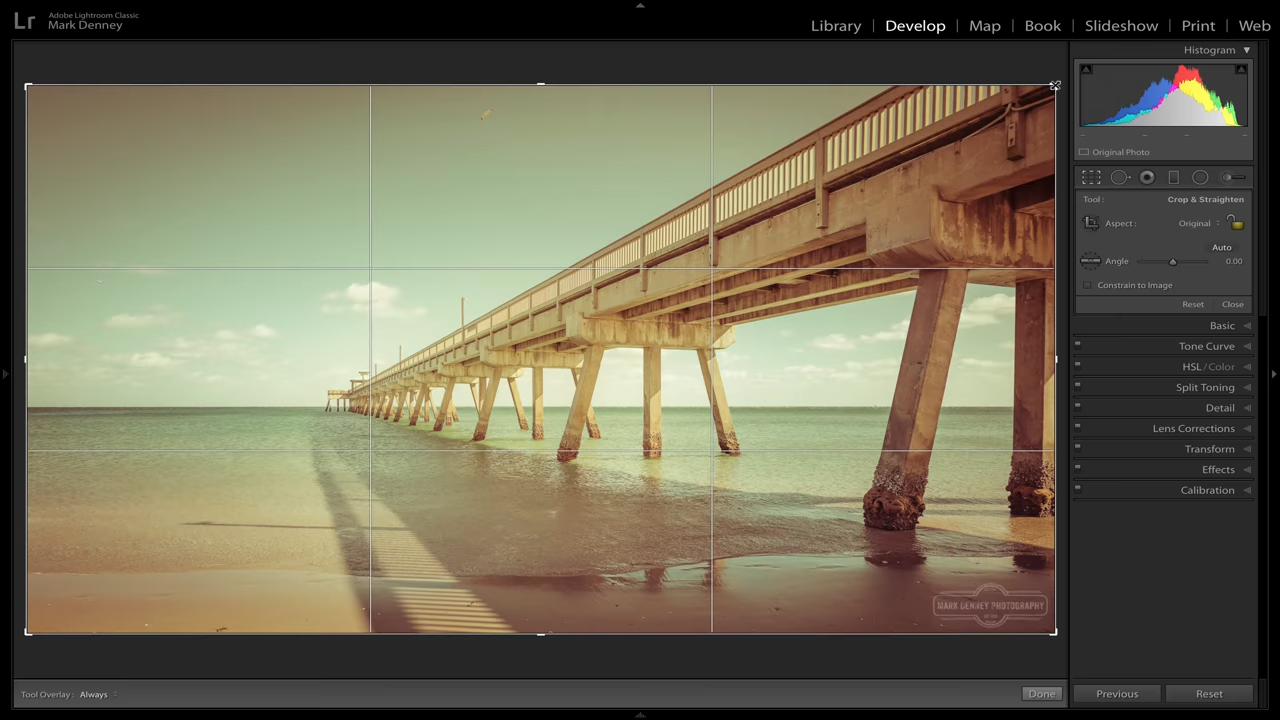 Lr
Adobe Lightroom Classic
Mark Denney
Library | Develop | Map | Book | Slideshow | Print | Web
Histogram
Original Photo
Tool : Crop & Straighten
Aspect : Original
Auto
Angle 0.00
Constrain to Image
Reset Close
Basic
Tone Curve
HSL / Color
Split Toning
Detail
Lens Corrections
Transform
Effects
Calibration
MARK DENNEY PHOTOGRAPHY
Tool Overlay : Always
Done
Previous
Reset